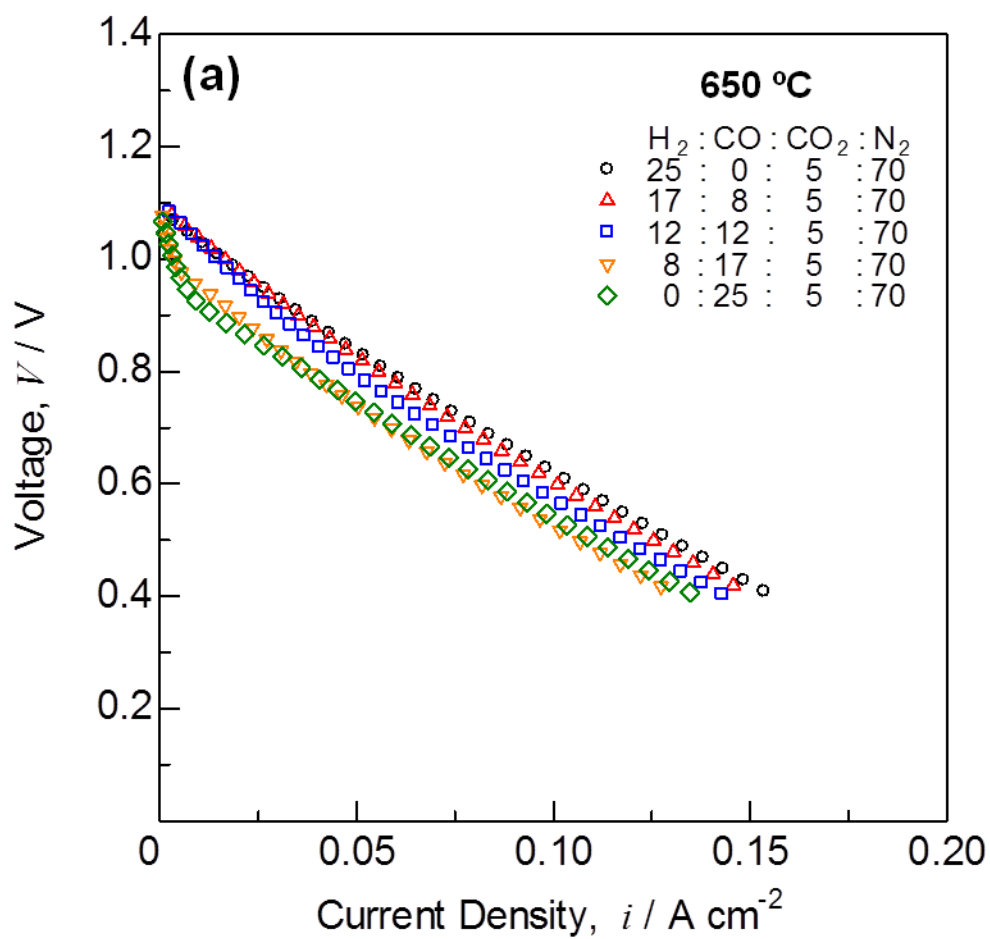 1.4
(a)
650 ºC
H₂ : CO : CO₂ : N₂
25 : 0 : 5 : 70
17 : 8 : 5 : 70
12 : 12 : 5 : 70
8 : 17 : 5 : 70
0 : 25 : 5 : 70
1.2
1.0
0.8
0.6
0.4
0.2
Voltage, V / V
0 0.05 0.10 0.15 0.20
Current Density, i / A cm⁻²